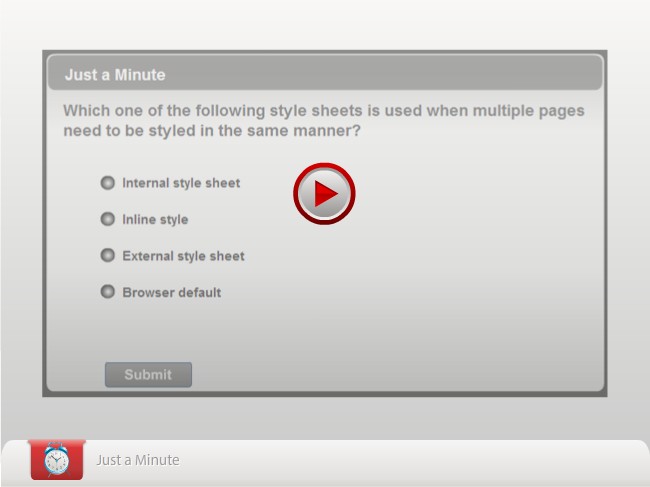 Just a Minute
Which one of the following style sheets is used when multiple pages
need to be styled in the same manner?
Internal style sheet
Inline style
External style sheet
Browser default
Submit
Just a Minute